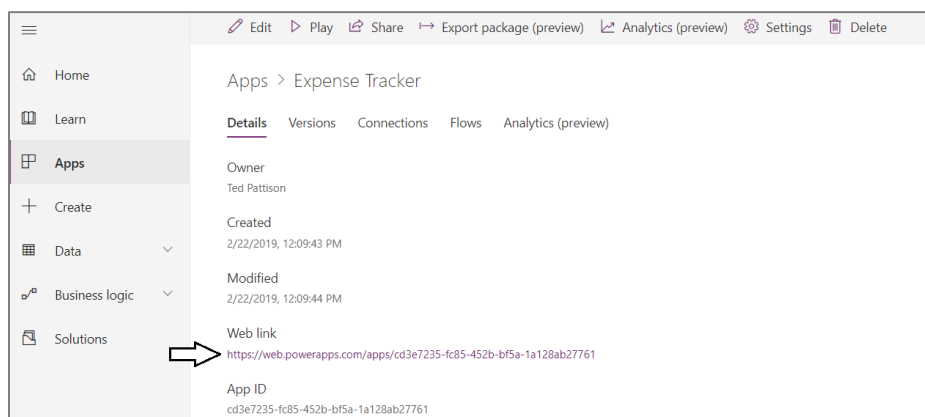 Edit Play Share Export package (preview) Analytics (preview) Settings Delete
Home
Learn
Apps
Create
Data
Business logic
Solutions
Apps > Expense Tracker
Details Versions Connections Flows Analytics (preview)
Owner
Ted Pattison
Created
2/22/2019, 12:09:43 PM
Modified
2/22/2019, 12:09:44 PM
Web link
https://web.powerapps.com/apps/cd3e7235-fc85-452b-bf5a-1a128ab27761
App ID
cd3e7235-fc85-452b-bf5a-1a128ab27761